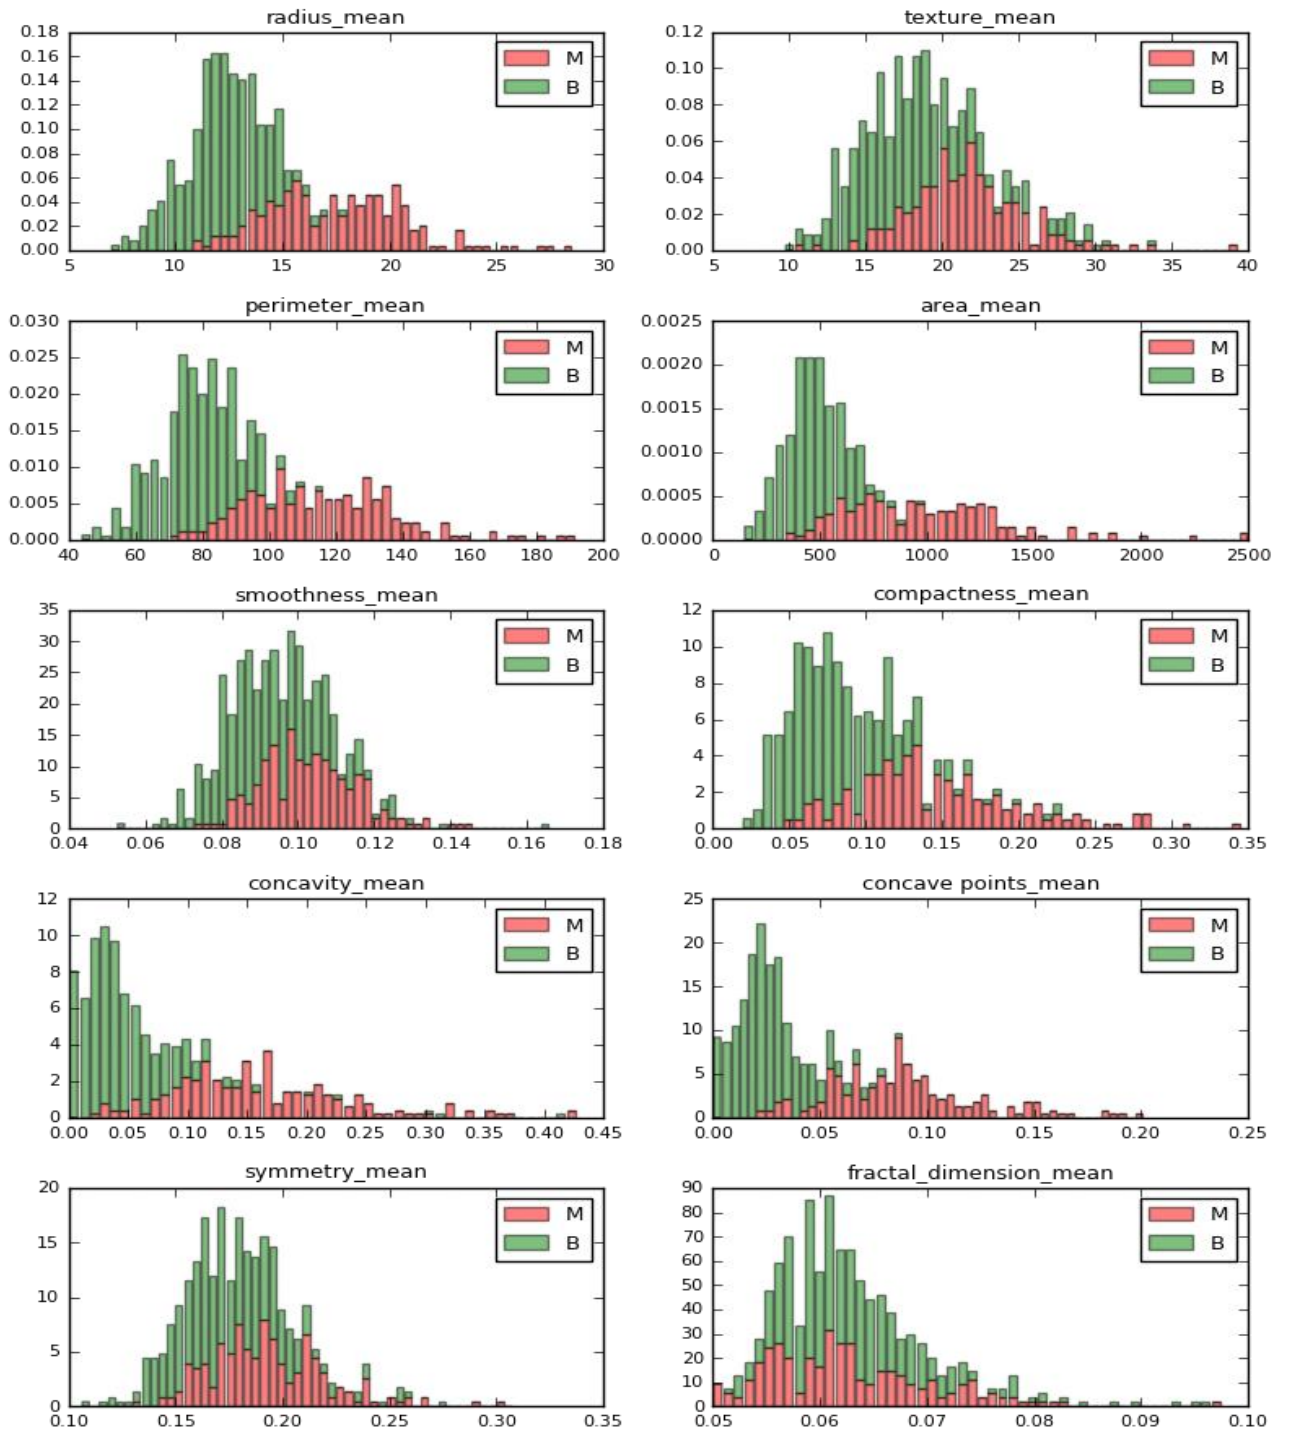 radius_mean
0.18
0.16
0.14
0.12
0.10
0.08
0.06
0.04
0.02
0.00
5 10 15 20 25 30
M
B
texture_mean
0.12
0.10
0.08
0.06
0.04
0.02
0.00
5 10 15 20 25 30 35 40
M
B
perimeter_mean
0.030
0.025
0.020
0.015
0.010
0.005
0.000
40 60 80 100 120 140 160 180 200
M
B
area_mean
0.0025
0.0020
0.0015
0.0010
0.0005
0.0000
0 500 1000 1500 2000 2500
M
B
smoothness_mean
35
30
25
20
15
10
5
0
0.04 0.06 0.08 0.10 0.12 0.14 0.16 0.18
M
B
compactness_mean
12
10
8
6
4
2
0
0.00 0.05 0.10 0.15 0.20 0.25 0.30 0.35
M
B
concavity_mean
12
10
8
6
4
2
0
0.00 0.05 0.10 0.15 0.20 0.25 0.30 0.35 0.40 0.45
M
B
concave points_mean
25
20
15
10
5
0
0.00 0.05 0.10 0.15 0.20 0.25
M
B
symmetry_mean
20
15
10
5
0
0.10 0.15 0.20 0.25 0.30 0.35
M
B
fractal_dimension_mean
90
80
70
60
50
40
30
20
10
0
0.05 0.06 0.07 0.08 0.09 0.10
M
B